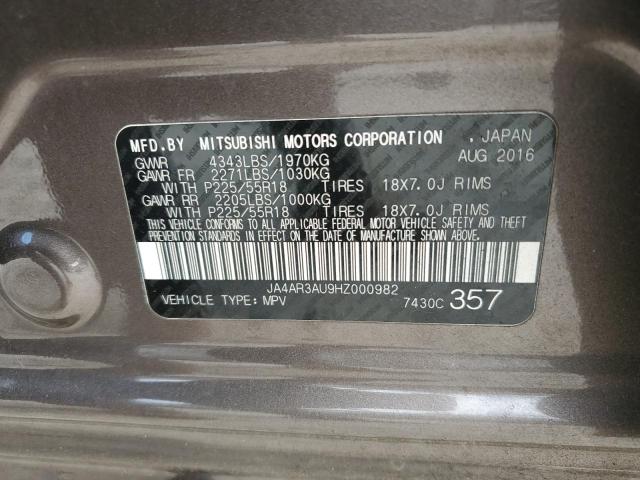 MFD.BY MITSUBISHI MOTORS CORPORATION , JAPAN
GVWR 4343LBS/1970KG AUG 2016
GAWR FR 2271LBS/1030KG
WITH P225/55R18 TIRES 18X7.0J RIMS
GAWR RR 2205LBS/1000KG
WITH P225/55R18 TIRES 18X7.0J RIMS
THIS VEHICLE CONFORMS TO ALL APPLICABLE FEDERAL MOTOR VEHICLE SAFETY AND THEFT
PREVENTION STANDARDS IN EFFECT ON THE DATE OF MANUFACTURE SHOWN ABOVE.
JA4AR3AU9HZ000982
VEHICLE TYPE: MPV 7430C 357